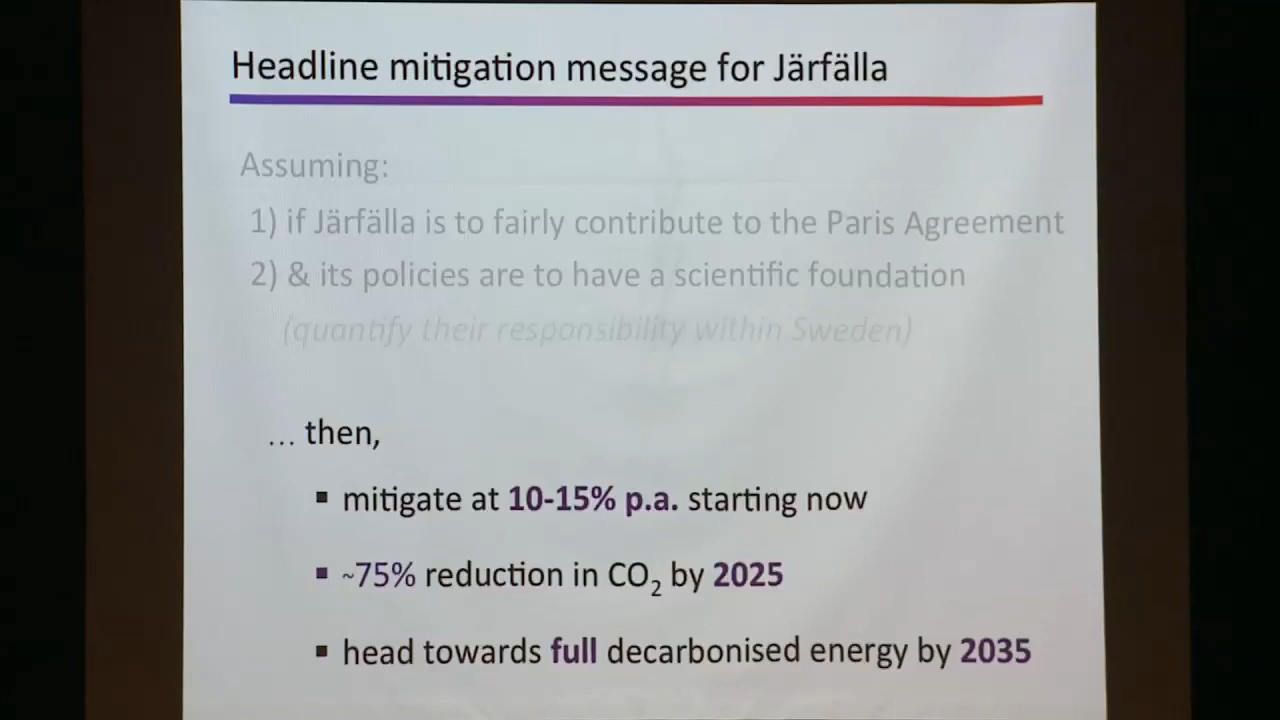 Headline mitigation message for Järfälla
Assuming:
1) if Järfälla is to fairly contribute to the Paris Agreement
2) & its policies are to have a scientific foundation
(quantify their responsibility within Sweden)
... then,
▪ mitigate at 10-15% p.a. starting now
▪ ~75% reduction in CO₂ by 2025
▪ head towards full decarbonised energy by 2035